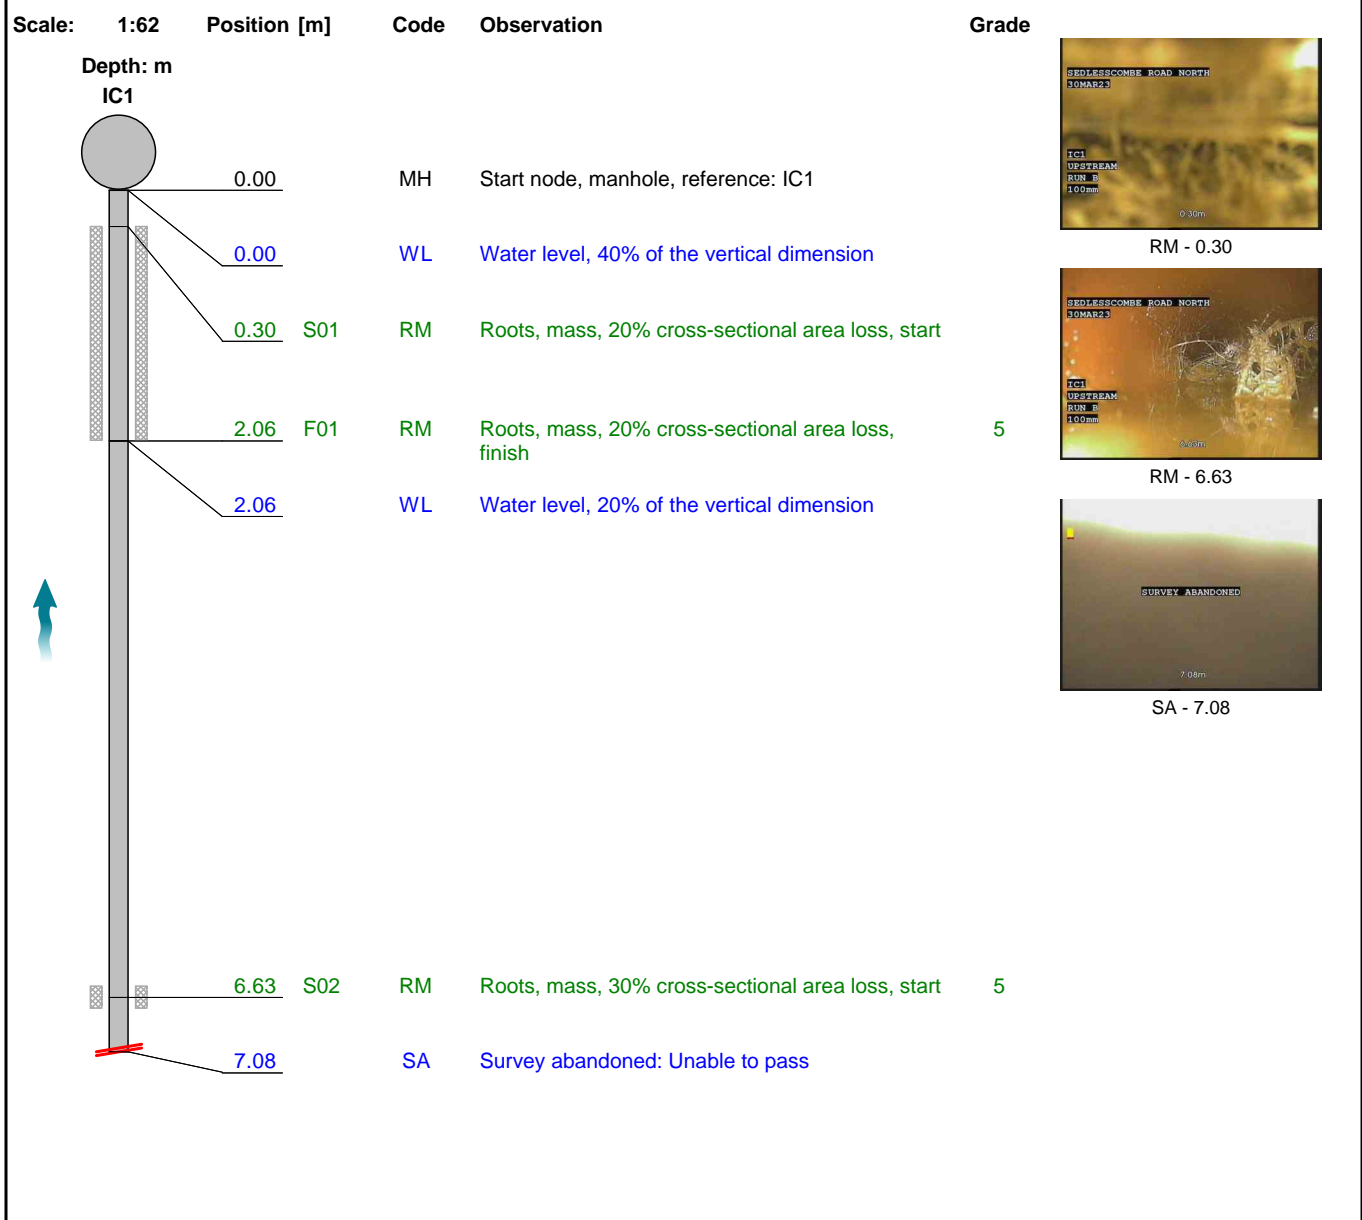 Scale: 1:62 Position [m] Code Observation Grade
Depth: m
IC1
0.00 MH Start node, manhole, reference: IC1
0.00 WL Water level, 40% of the vertical dimension
0.30 S01 RM Roots, mass, 20% cross-sectional area loss, start
2.06 F01 RM Roots, mass, 20% cross-sectional area loss, 5
finish
2.06 WL Water level, 20% of the vertical dimension
6.63 S02 RM Roots, mass, 30% cross-sectional area loss, start 5
7.08 SA Survey abandoned: Unable to pass
SEDLESSCOMBE ROAD NORTH
30MAR23
IC1
UPSTREAM
RUN B
100mm
0.30m
RM - 0.30
SEDLESSCOMBE ROAD NORTH
30MAR23
IC1
UPSTREAM
RUN B
100mm
6.63m
RM - 6.63
SURVEY ABANDONED
7.08m
SA - 7.08